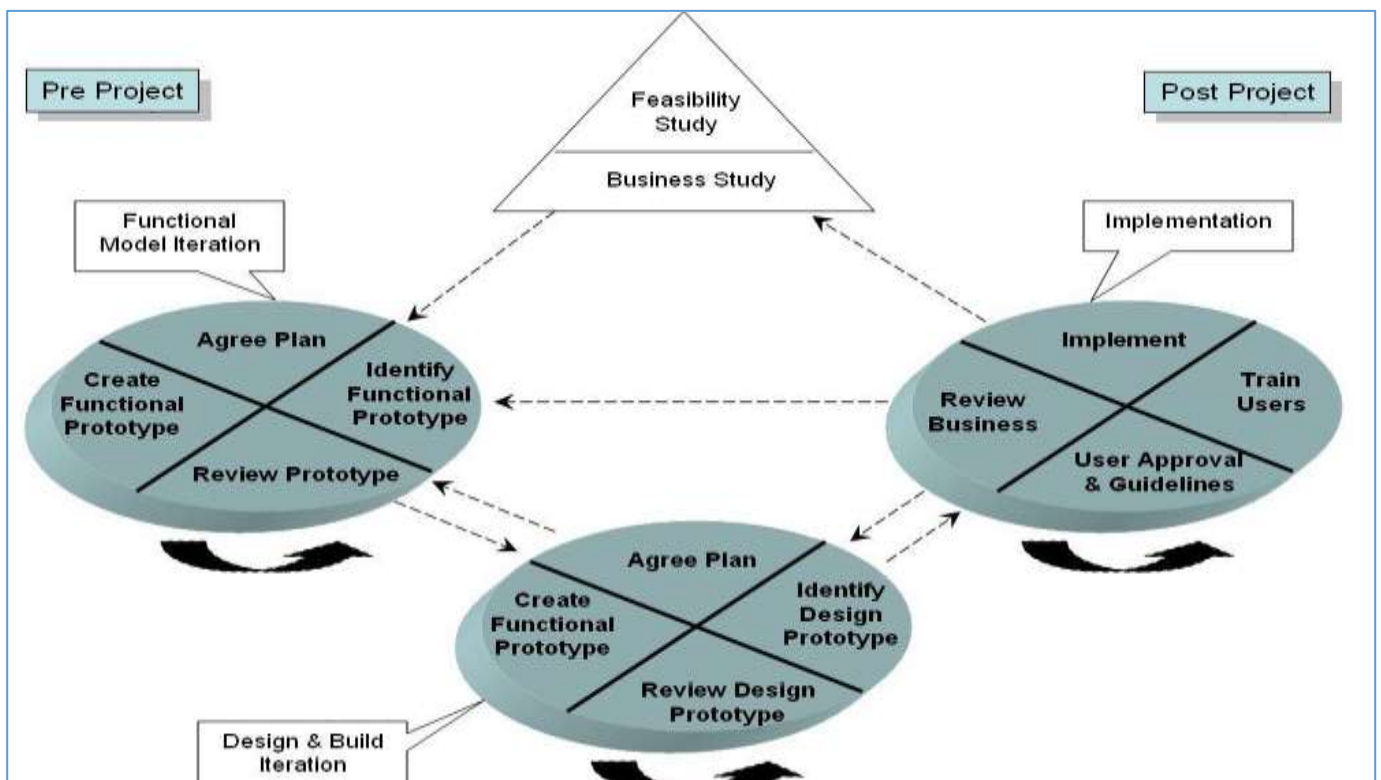 Pre Project
Feasibility
Study
Business Study
Post Project
Functional
Model Iteration
Implementation
Agree Plan
Create
Functional
Prototype
Identify
Functional
Prototype
Review Prototype
Implement
Review
Business
Train
Users
User Approval
& Guidelines
Agree Plan
Create
Functional
Prototype
Identify
Design
Prototype
Review Design
Prototype
Design & Build
Iteration